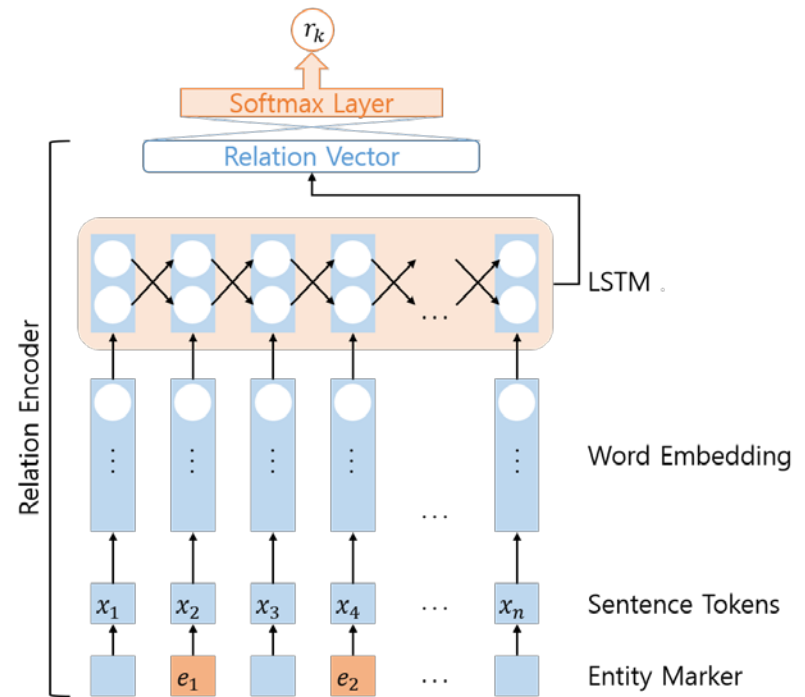 r_k
Softmax Layer
Relation Vector
LSTM 。
Relation Encoder
⋮ ⋮ ⋮ ⋮ ⋮
...
Word Embedding
...
x_1 x_2 x_3 x_4 ... x_n Sentence Tokens
e_1 e_2 ... Entity Marker